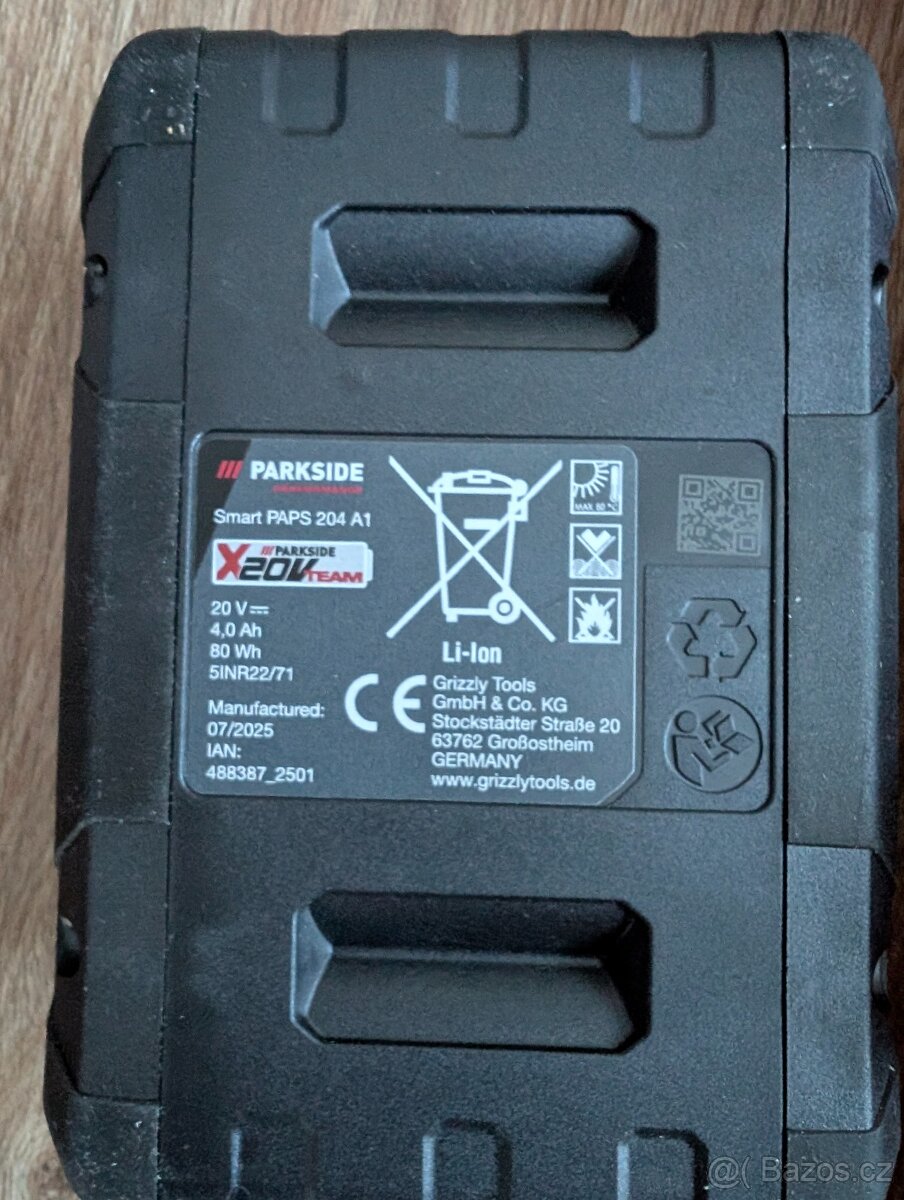 /// PARKSIDE
PERFORMANCE
Smart PAPS 204 A1
/// PARKSIDE
X20VTEAM
20 V
4,0 Ah
80 Wh
5INR22/71
Manufactured:
07/2025
IAN:
488387_2501
MAX. 50 °C
Li-Ion
CE
Grizzly Tools
GmbH & Co. KG
Stockstädter Straße 20
63762 Großostheim
GERMANY
www.grizzlytools.de
@( Bazos.cz